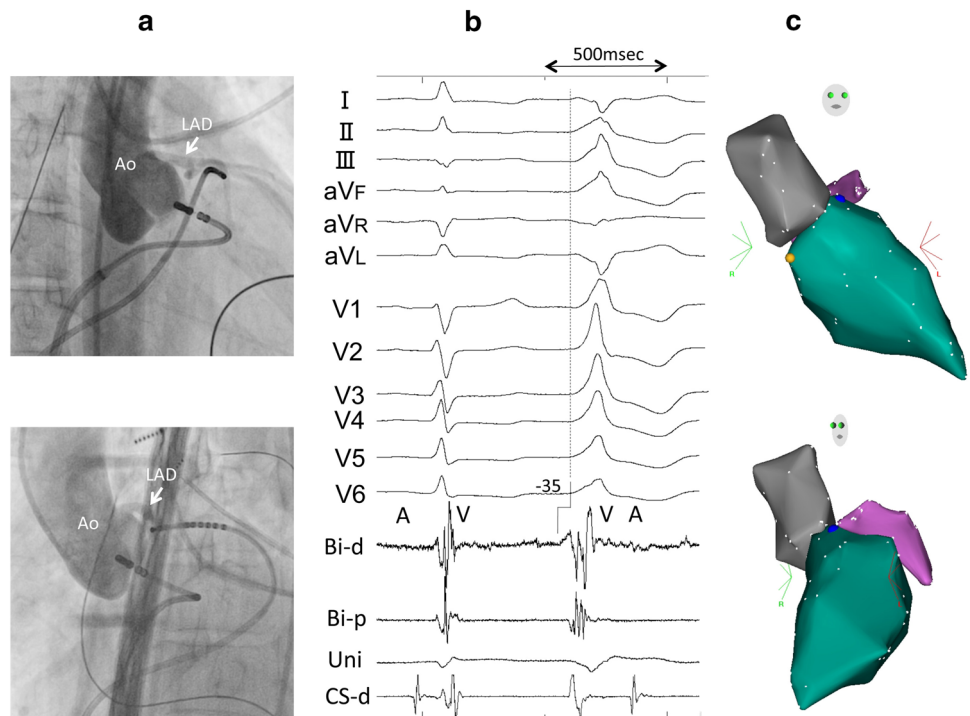 a
b
c
LAD
Ao
LAD
Ao
500msec
I
II
III
aVF
aVR
aVL
V1
V2
V3
V4
V5
V6
-35
A
V
V
A
Bi-d
Bi-p
Uni
CS-d
R
L
R